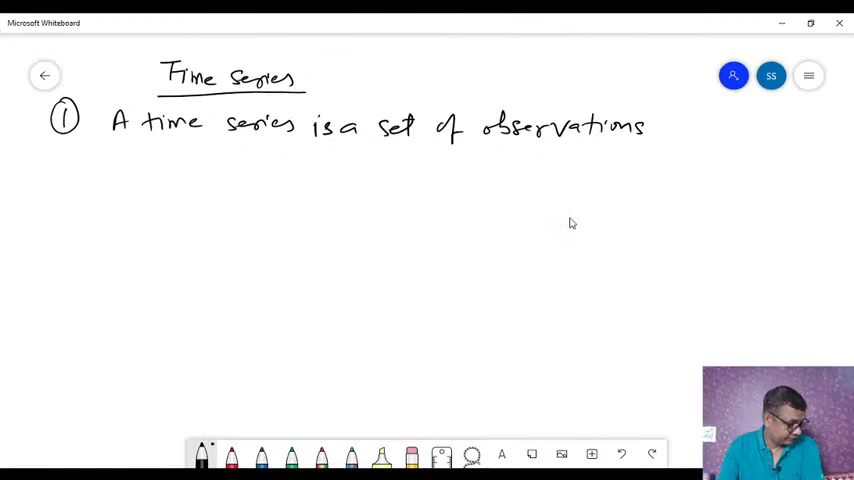 Microsoft Whiteboard
Time series
SS
① A time series is a set of observations
A